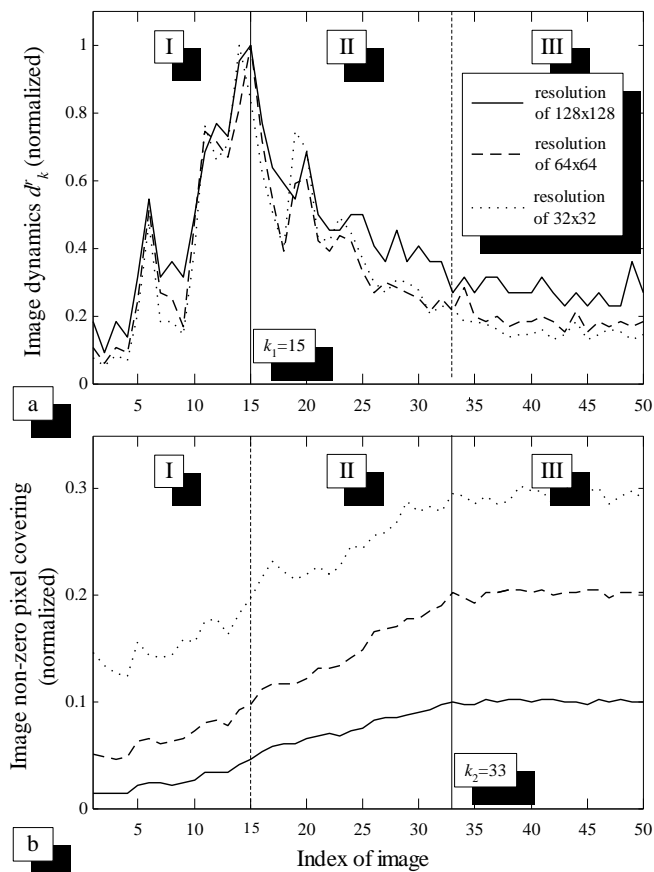 I
II
III
1
0.8
0.6
0.4
0.2
0
Image dynamics dʳₖ (normalized)
resolution
of 128x128
resolution
of 64x64
resolution
of 32x32
k₁=15
5 10 15 20 25 30 35 40 45 50
a
I
II
III
0.3
0.2
0.1
0
Image non-zero pixel covering
(normalized)
k₂=33
5 10 15 20 25 30 35 40 45 50
Index of image
b